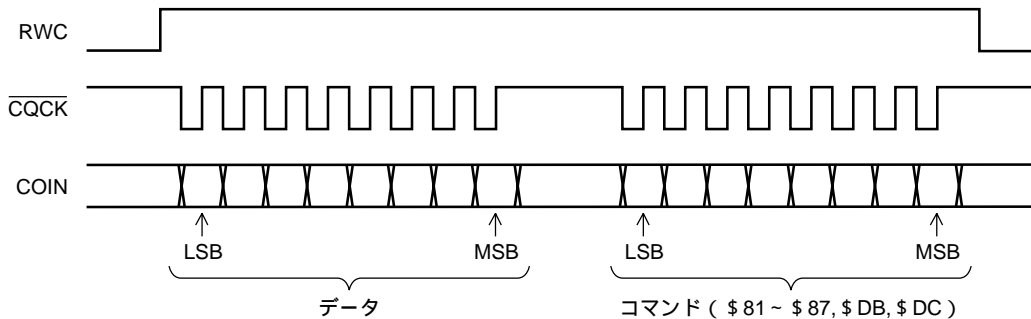 RWC
CQCK
COIN
LSB MSB LSB MSB
データ コマンド ( $ 81 ~ $ 87, $ DB, $ DC )